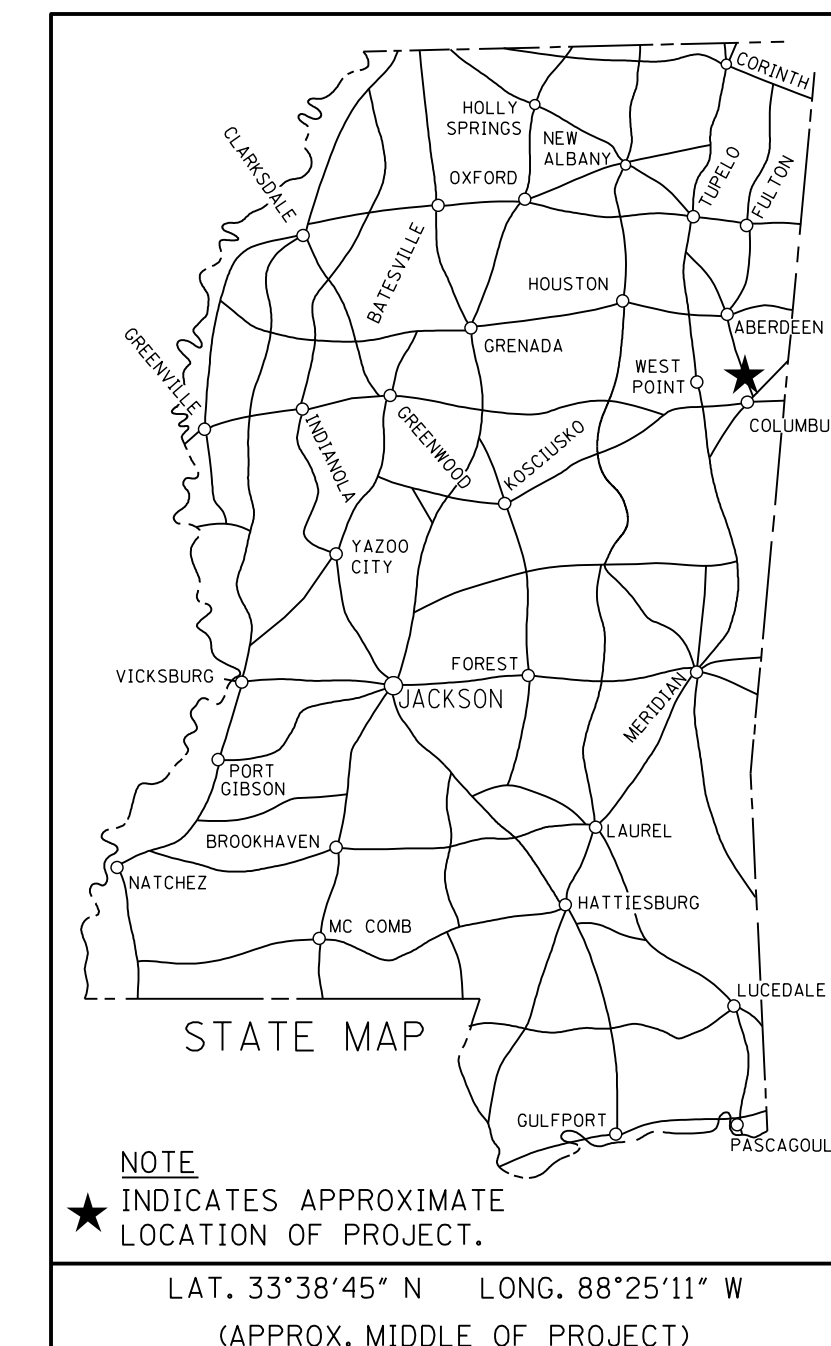 CORINTH
HOLLY
SPRINGS
NEW
ALBANY
CLARKSDALE
OXFORD
TUPELO
FULTON
BATESVILLE
HOUSTON
ABERDEEN
GREENVILLE
GRENADA
WEST
POINT
COLUMBU
INDIANOLA
GREENWOOD
KOSCIUSKO
YAZOO
CITY
VICKSBURG
FOREST
JACKSON
MERIDIAN
PORT
GIBSON
BROOKHAVEN
LAUREL
NATCHEZ
HATTIESBURG
MC COMB
LUCEDALE
STATE MAP
GULFPORT
PASCAGOUL
NOTE
INDICATES APPROXIMATE
LOCATION OF PROJECT.
LAT. 33°38'45" N LONG. 88°25'11" W
(APPROX. MIDDLE OF PROJECT)